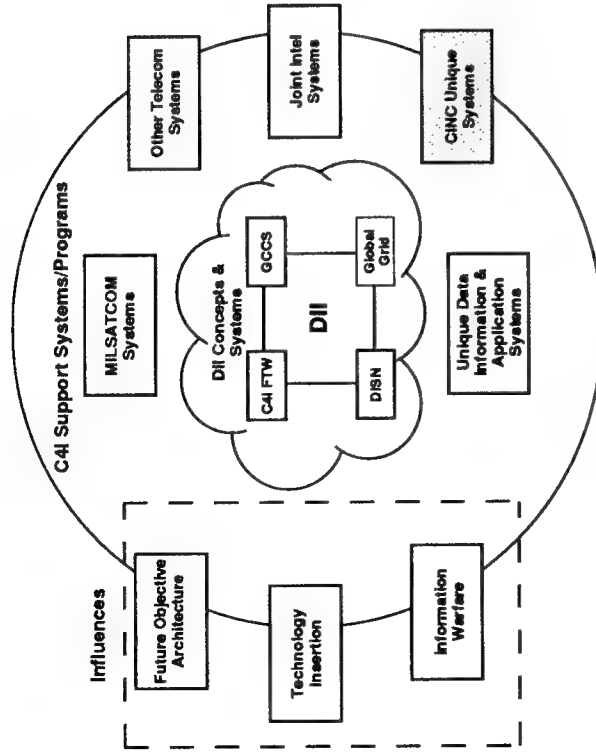 C4I Support Systems/Programs
Influences
Future Objective
Architecture
Technology
Insertion
Information
Warfare
MILSATCOM
Systems
DII Concepts &
Systems
C4I FTW
GCCS
DII
DISN
Global
Grid
Unique Data
Information &
Application
Systems
Other Telecom
Systems
Joint Intel
Systems
CINC Unique
Systems